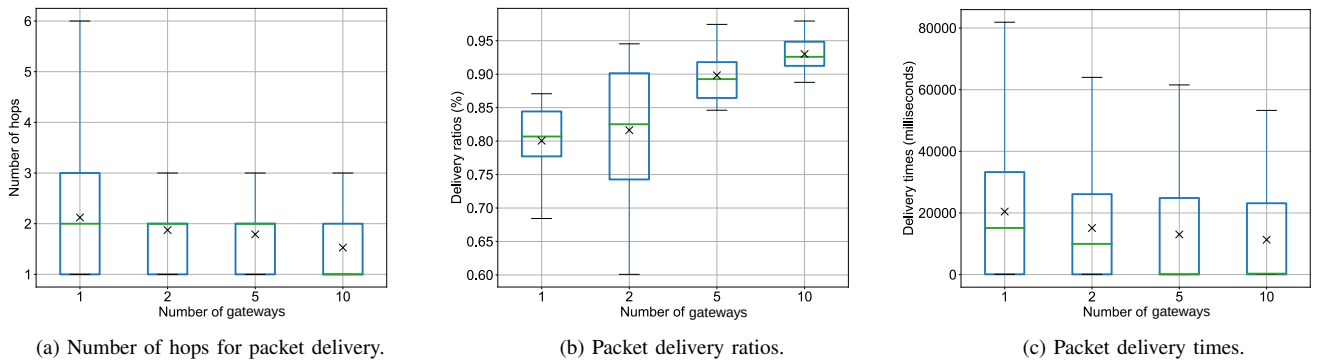 6
5
4
3
2
1
Number of hops
1 2 5 10
Number of gateways
(a) Number of hops for packet delivery.
0.95
0.90
0.85
0.80
0.75
0.70
0.65
0.60
Delivery ratios (%)
1 2 5 10
Number of gateways
(b) Packet delivery ratios.
80000
60000
40000
20000
0
Delivery times (milliseconds)
1 2 5 10
Number of gateways
(c) Packet delivery times.